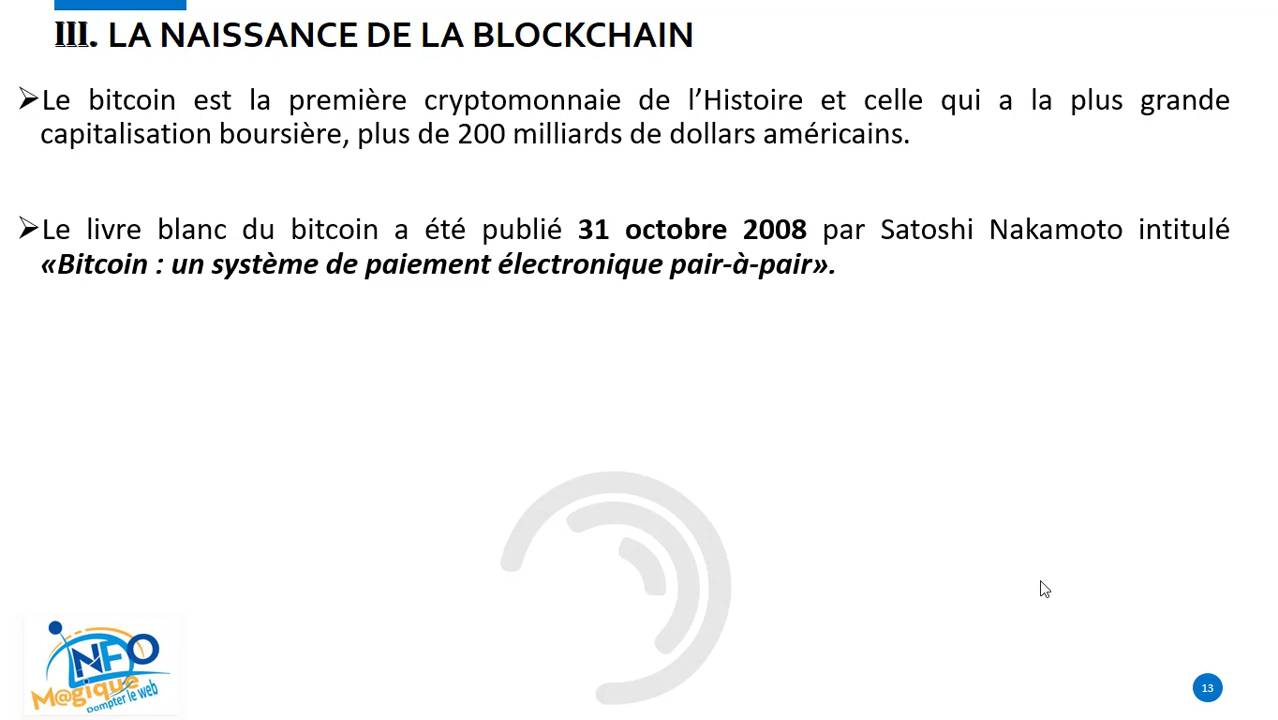 III. LA NAISSANCE DE LA BLOCKCHAIN
➢Le bitcoin est la première cryptomonnaie de l’Histoire et celle qui a la plus grande
capitalisation boursière, plus de 200 milliards de dollars américains.
➢Le livre blanc du bitcoin a été publié 31 octobre 2008 par Satoshi Nakamoto intitulé
«Bitcoin : un système de paiement électronique pair-à-pair».
INFO
M@gique
Dompter le web
13